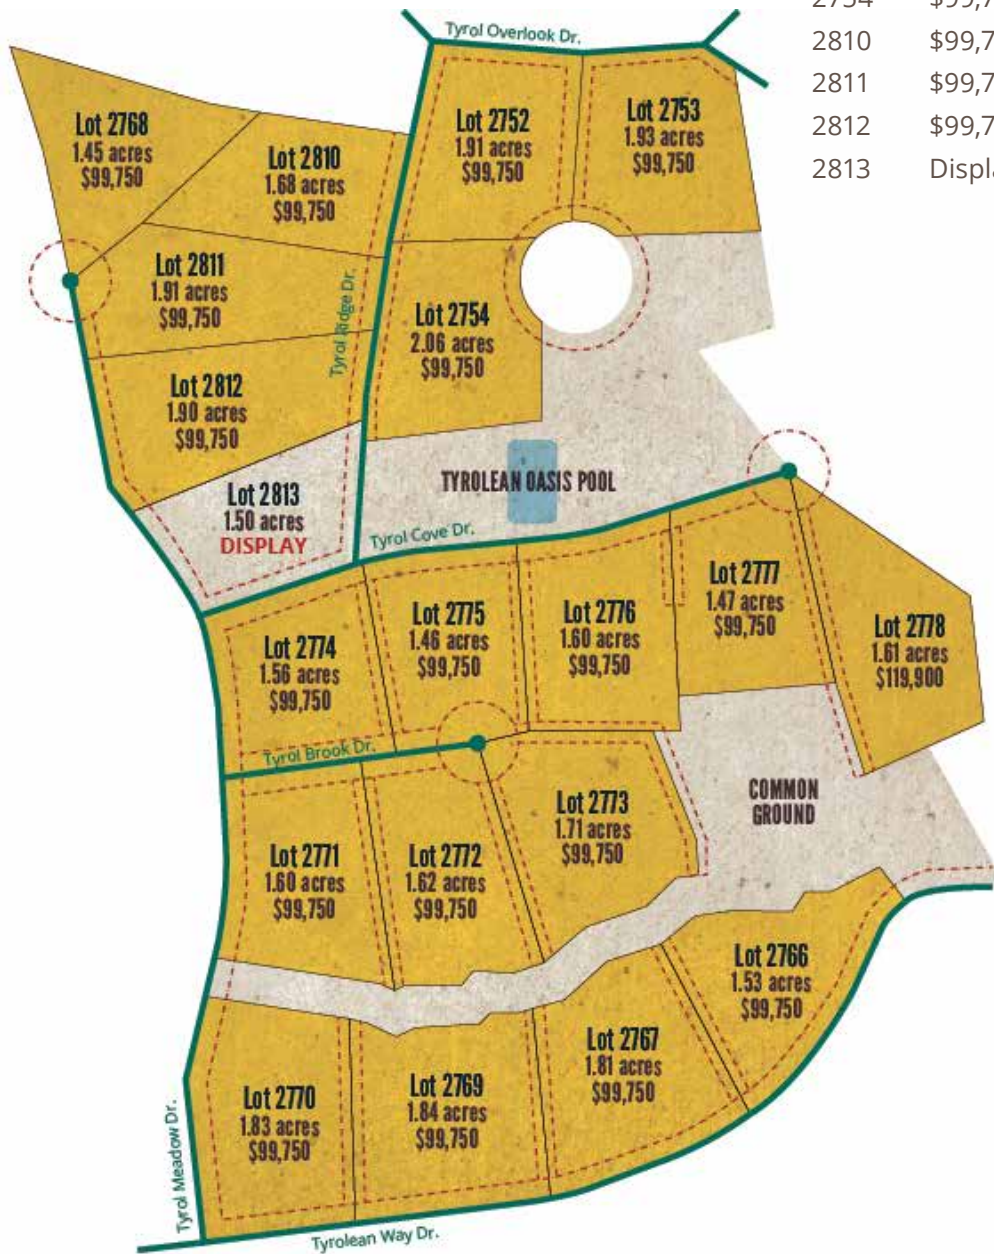 2754 $99,7
2810 $99,7
2811 $99,7
2812 $99,7
2813 Displa
Tyrol Overlook Dr.
Lot 2768
1.45 acres
$99,750
Lot 2810
1.68 acres
$99,750
Lot 2752
1.91 acres
$99,750
Lot 2753
1.93 acres
$99,750
Lot 2811
1.91 acres
$99,750
Tyrol Ridge Dr.
Lot 2754
2.06 acres
$99,750
Lot 2812
1.90 acres
$99,750
Lot 2813
1.50 acres
DISPLAY
TYROLEAN OASIS POOL
Tyrol Cove Dr.
Lot 2774
1.56 acres
$99,750
Lot 2775
1.46 acres
$99,750
Lot 2776
1.60 acres
$99,750
Lot 2777
1.47 acres
$99,750
Lot 2778
1.61 acres
$119,900
Tyrol Brook Dr.
Lot 2771
1.60 acres
$99,750
Lot 2772
1.62 acres
$99,750
Lot 2773
1.71 acres
$99,750
COMMON
GROUND
Lot 2766
1.53 acres
$99,750
Lot 2767
1.81 acres
$99,750
Lot 2769
1.84 acres
$99,750
Lot 2770
1.83 acres
$99,750
Tyrol Meadow Dr.
Tyrolean Way Dr.